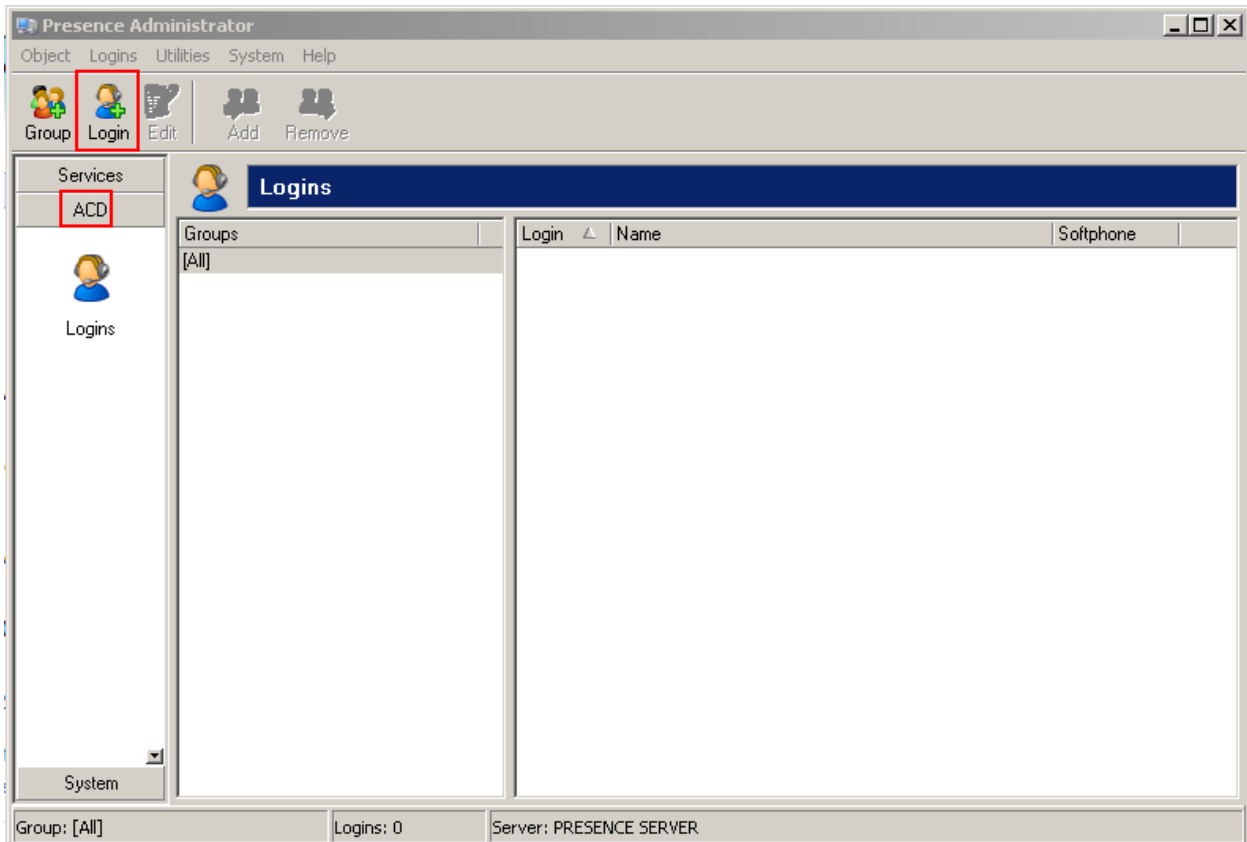 Presence Administrator
Object Logins Utilities System Help
Group Login Edit Add Remove
Services
ACD
Logins
System
Logins
Groups
[All]
Login Name Softphone
Group: [All] Logins: 0 Server: PRESENCE SERVER